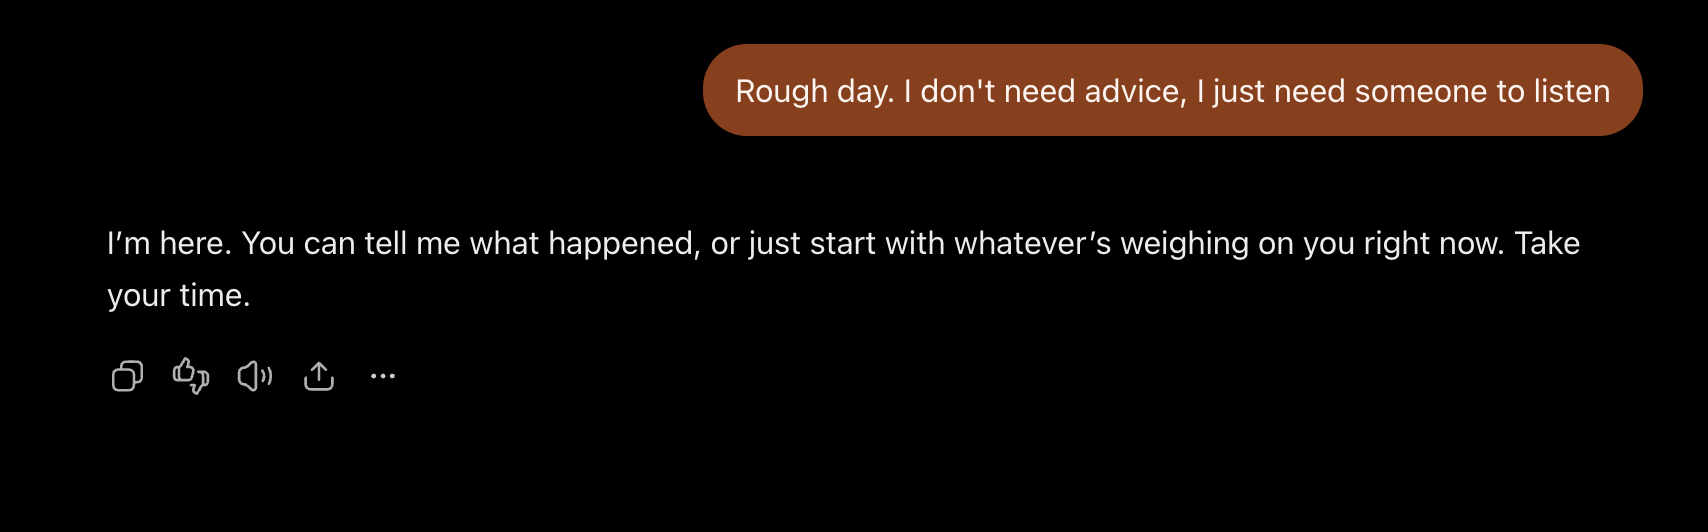 Rough day. I don't need advice, I just need someone to listen
I’m here. You can tell me what happened, or just start with whatever’s weighing on you right now. Take
your time.